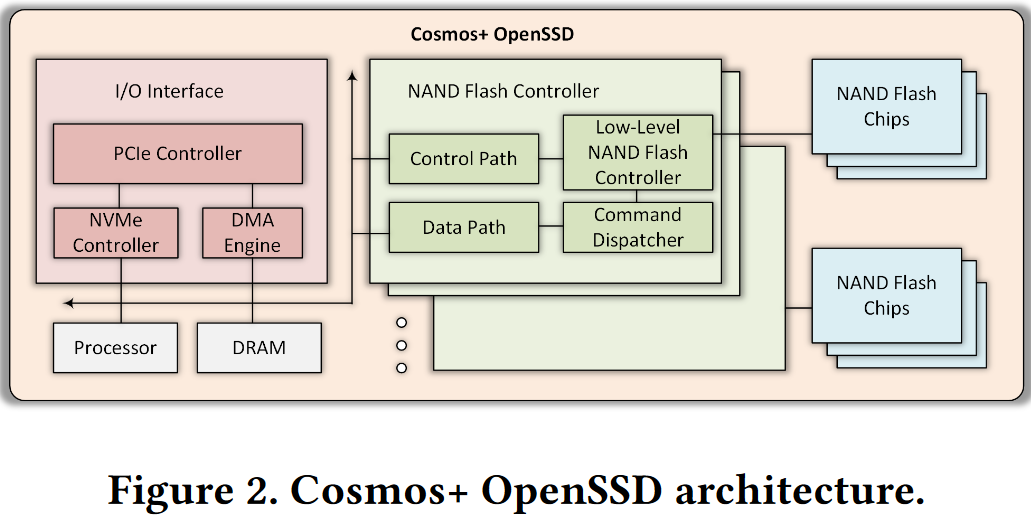 Cosmos+ OpenSSD
I/O Interface
PCIe Controller
NVMe
Controller
DMA
Engine
Processor
DRAM
NAND Flash Controller
Control Path
Low-Level
NAND Flash
Controller
Data Path
Command
Dispatcher
NAND Flash
Chips
NAND Flash
Chips
Figure 2. Cosmos+ OpenSSD architecture.